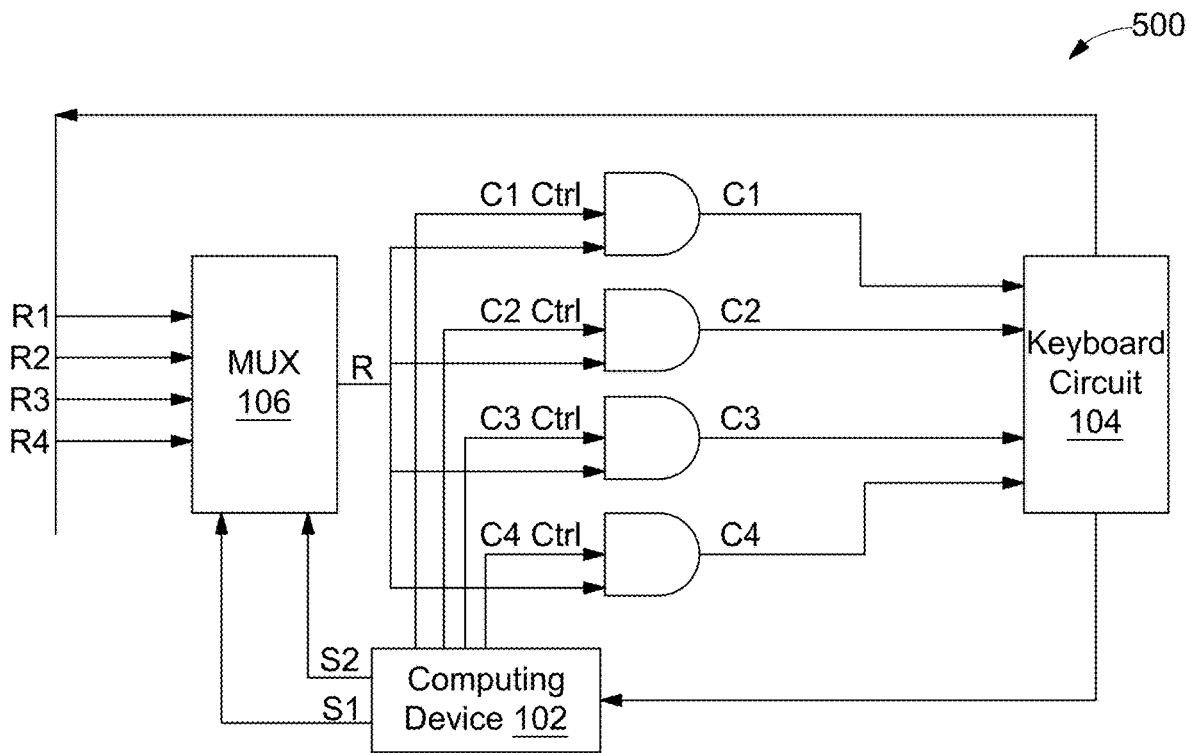 500
C1 Ctrl
C1
C2 Ctrl
C2
R1
R2
R3
R4
MUX
106
R
Keyboard
Circuit
104
C3 Ctrl
C3
C4 Ctrl
C4
S2
S1
Computing
Device 102